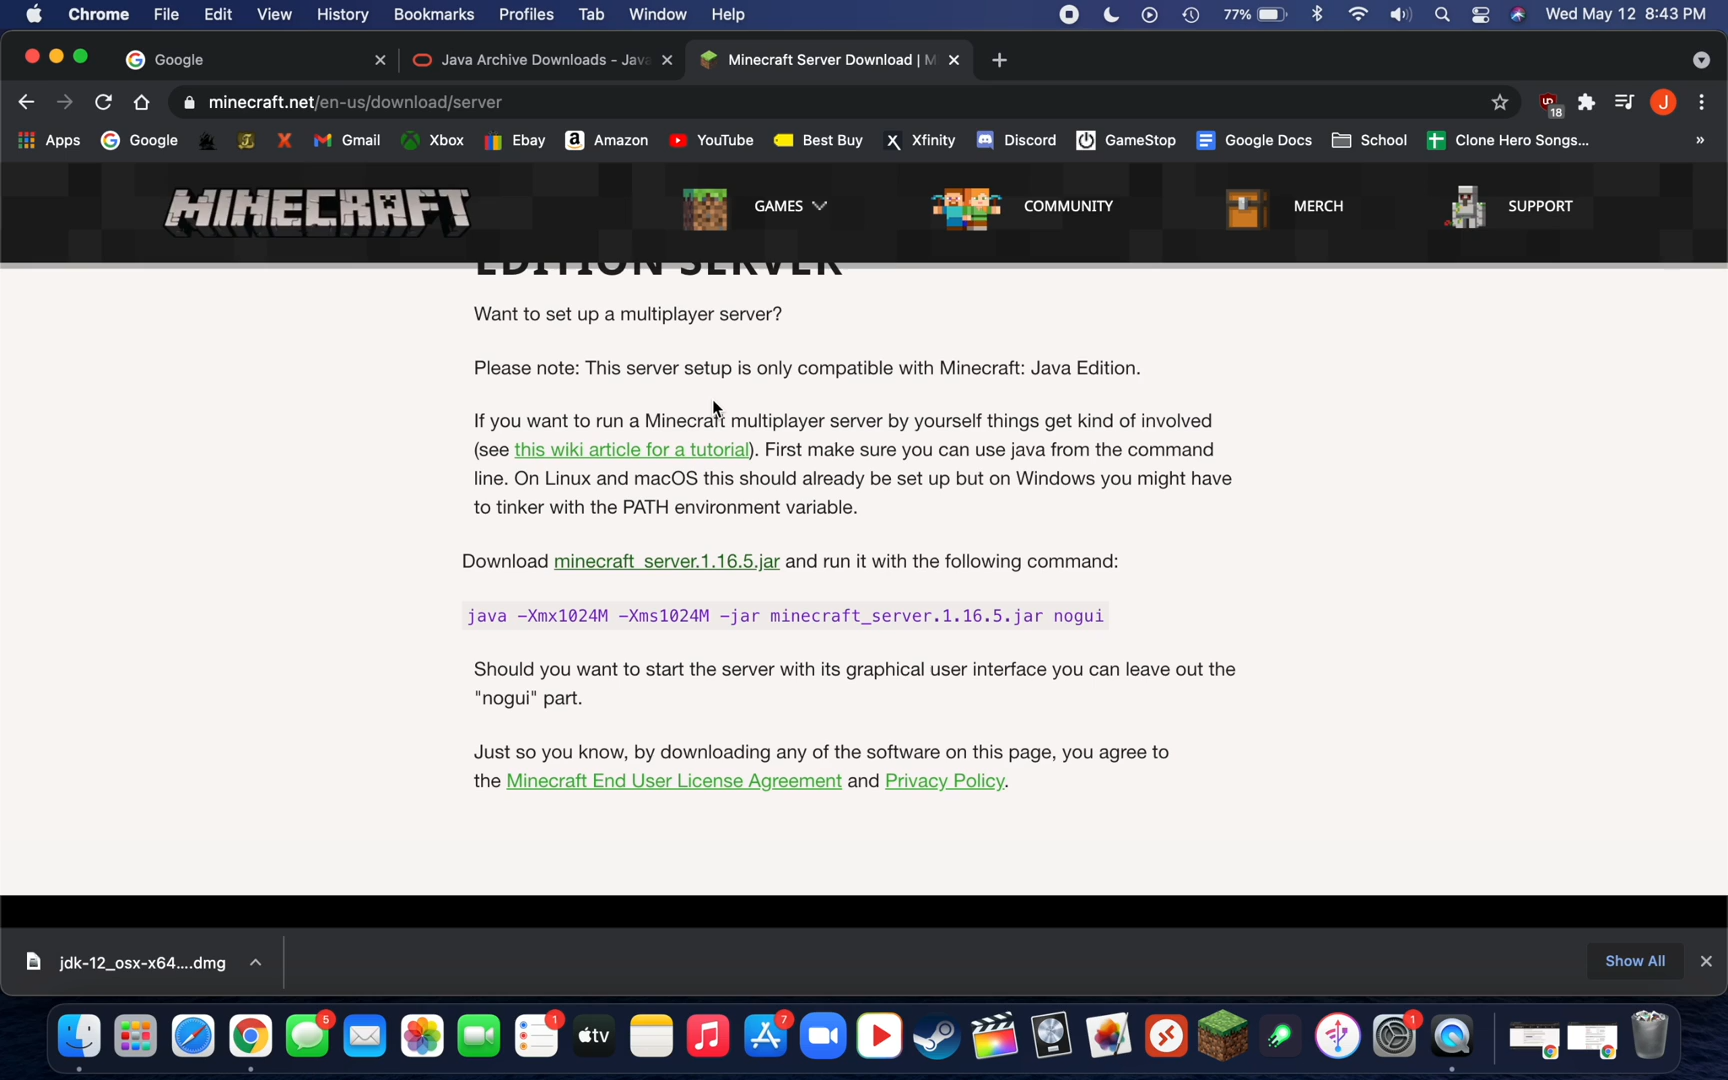 Chrome File Edit View History Bookmarks Profiles Tab Window Help 77% Wed May 12 8:43 PM
Google Java Archive Downloads - Java Minecraft Server Download | M
minecraft.net/en-us/download/server 18 J
Apps Google Gmail Xbox Ebay Amazon YouTube Best Buy Xfinity Discord GameStop Google Docs School Clone Hero Songs... »
MINECRAFT GAMES COMMUNITY MERCH SUPPORT
EDITION SERVER
Want to set up a multiplayer server?
Please note: This server setup is only compatible with Minecraft: Java Edition.
If you want to run a Minecraft multiplayer server by yourself things get kind of involved
(see this wiki article for a tutorial). First make sure you can use java from the command
line. On Linux and macOS this should already be set up but on Windows you might have
to tinker with the PATH environment variable.
Download minecraft_server.1.16.5.jar and run it with the following command:
java -Xmx1024M -Xms1024M -jar minecraft_server.1.16.5.jar nogui
Should you want to start the server with its graphical user interface you can leave out the
"nogui" part.
Just so you know, by downloading any of the software on this page, you agree to
the Minecraft End User License Agreement and Privacy Policy.
jdk-12_osx-x64....dmg Show All
5 1 tv 7 1